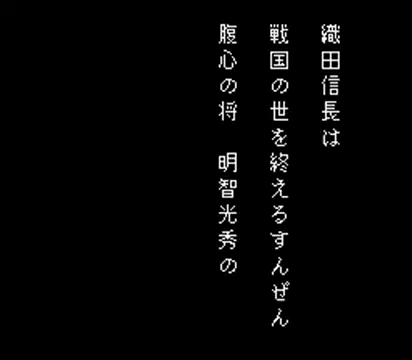 織田信長は
戦国の世を終えるすんぜん
腹心の将　明智光秀の